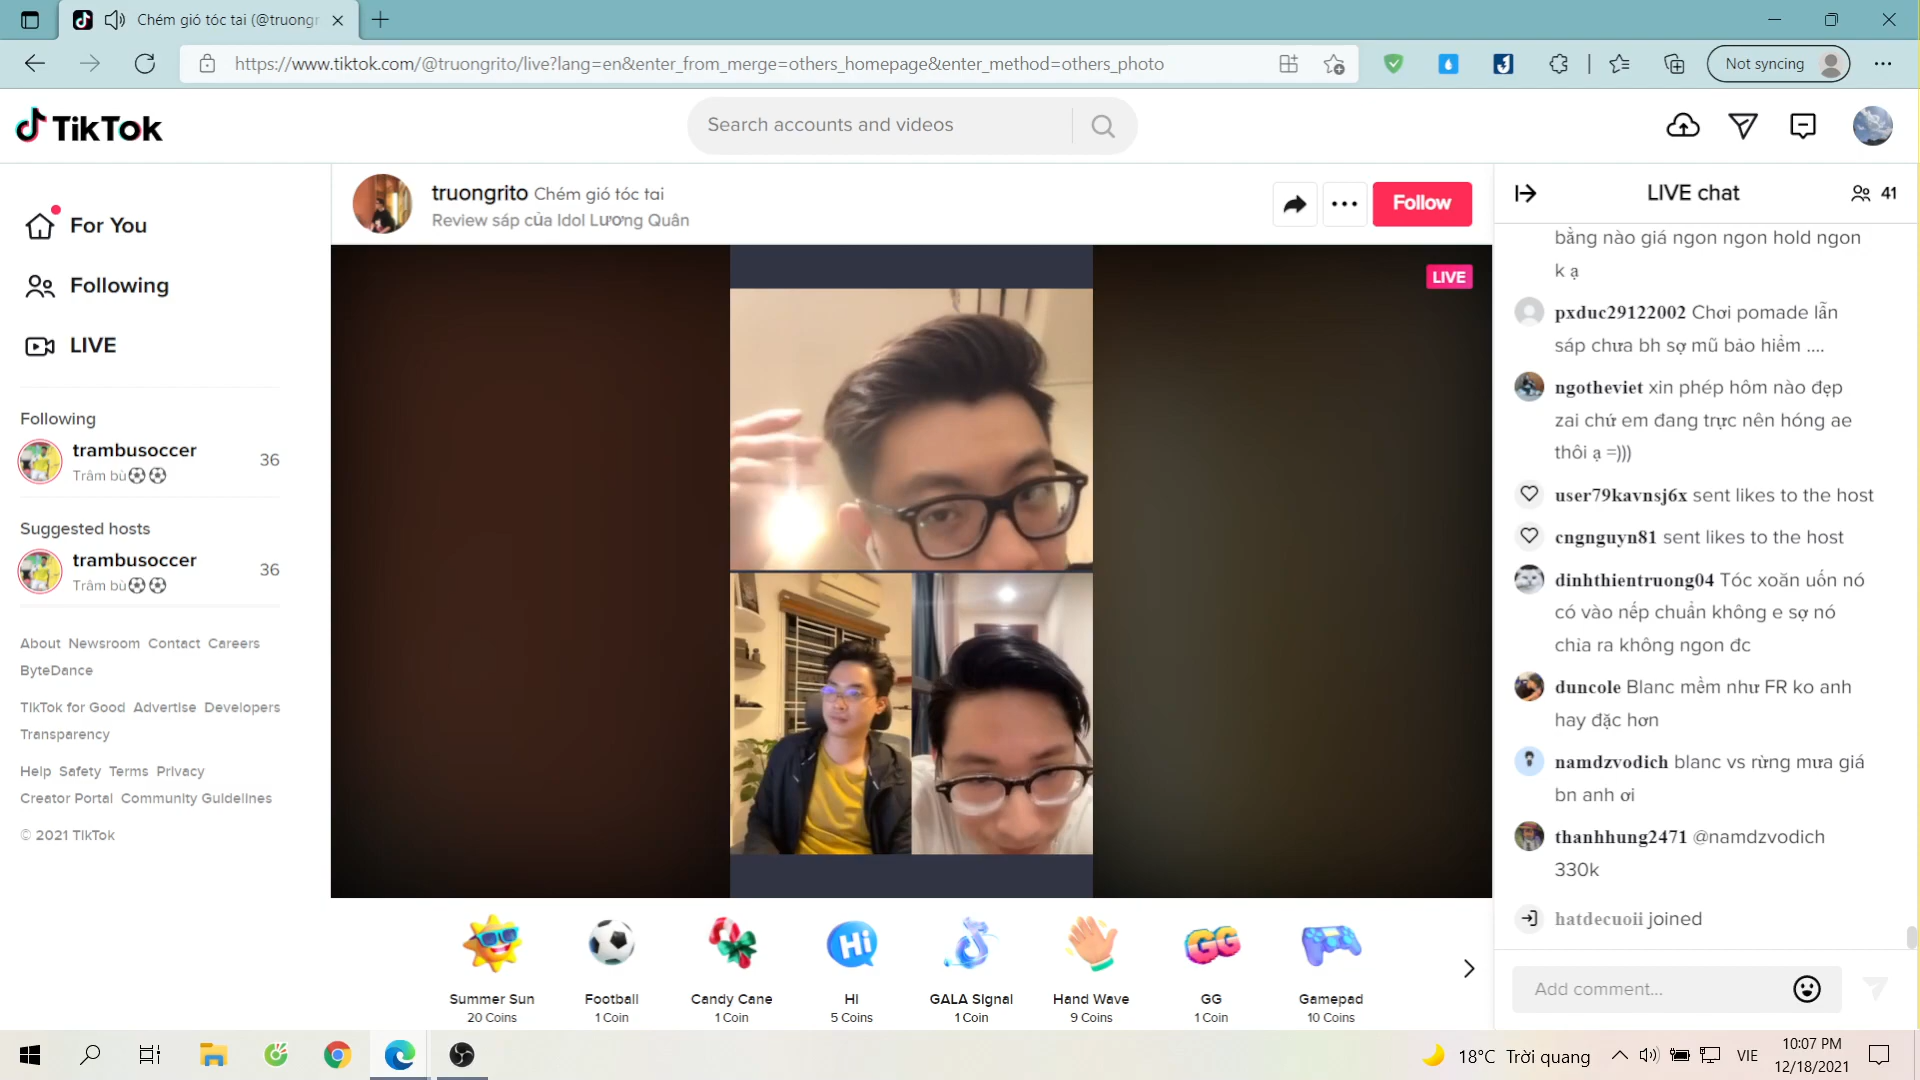 Chém gió tóc tai (@truongr
https://www.tiktok.com/@truongrito/live?lang=en&enter_from_merge=others_homepage&enter_method=others_photo
Not syncing
TikTok
Search accounts and videos
For You
Following
LIVE
Following
trambusoccer
36
Trâm bù⚽⚽
Suggested hosts
trambusoccer
36
Trâm bù⚽⚽
About Newsroom Contact Careers
ByteDance
TikTok for Good Advertise Developers
Transparency
Help Safety Terms Privacy
Creator Portal Community Guidelines
© 2021 TikTok
truongrito Chém gió tóc tai
Review sáp của Idol Lương Quân
Follow
LIVE
Summer Sun
20 Coins
Football
1 Coin
Candy Cane
1 Coin
Hi
Hi
5 Coins
GALA Signal
1 Coin
Hand Wave
9 Coins
GG
GG
1 Coin
Gamepad
10 Coins
LIVE chat
41
bằng nào giá ngon ngon hold ngon
k ạ
pxduc29122002 Chơi pomade lẫn
sáp chưa bh sợ mũ bảo hiểm ....
ngotheviet xin phép hôm nào đẹp
zai chứ em đang trực nên hóng ae
thôi ạ =)))
user79kavnsj6x sent likes to the host
cngnguyn81 sent likes to the host
dinhthientruong04 Tóc xoăn uốn nó
có vào nếp chuẩn không e sợ nó
chỉa ra không ngon đc
duncole Blanc mềm như FR ko anh
hay đặc hơn
namdzvodich blanc vs rừng mưa giá
bn anh ơi
thanhhung2471 @namdzvodich
330k
hatdecuoii joined
Add comment...
18°C Trời quang
VIE
10:07 PM
12/18/2021